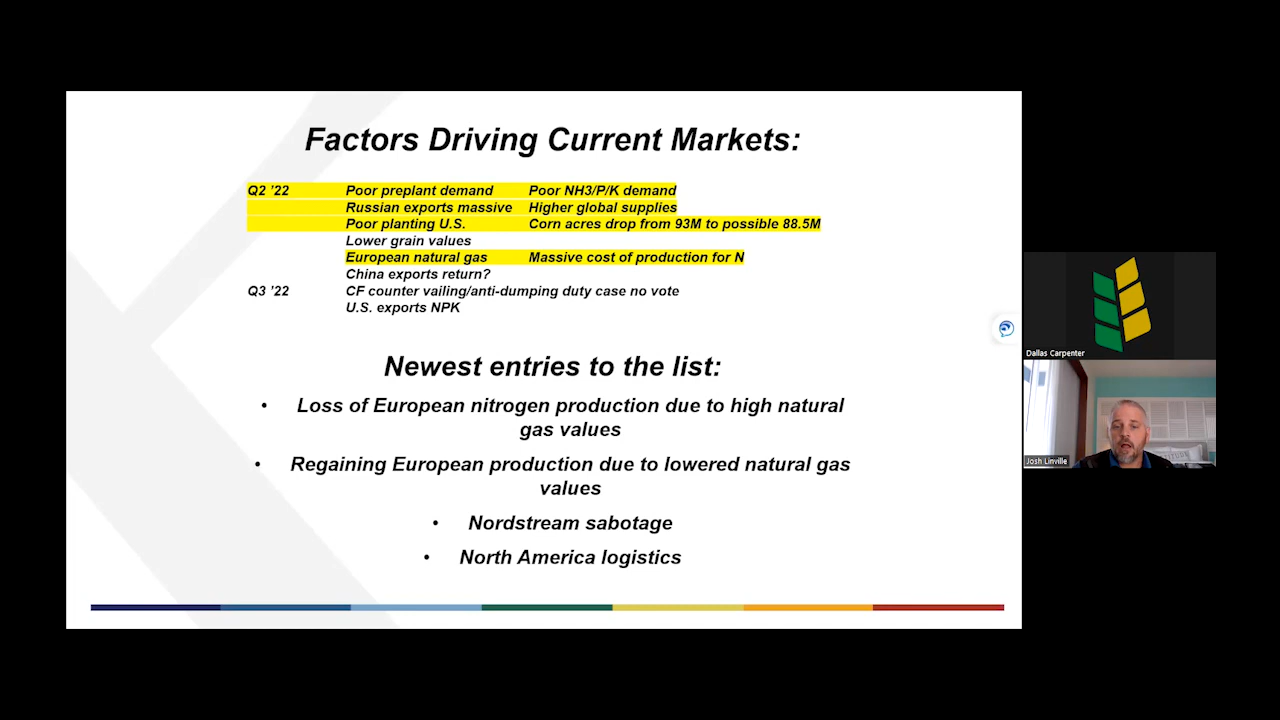 Factors Driving Current Markets:
Q2 '22 Poor preplant demand Poor NH3/P/K demand
Russian exports massive Higher global supplies
Poor planting U.S. Corn acres drop from 93M to possible 88.5M
Lower grain values
European natural gas Massive cost of production for N
China exports return?
Q3 '22 CF counter vailing/anti-dumping duty case no vote
U.S. exports NPK
Newest entries to the list:
• Loss of European nitrogen production due to high natural
gas values
• Regaining European production due to lowered natural gas
values
• Nordstream sabotage
• North America logistics
Dallas Carpenter
Josh Linville